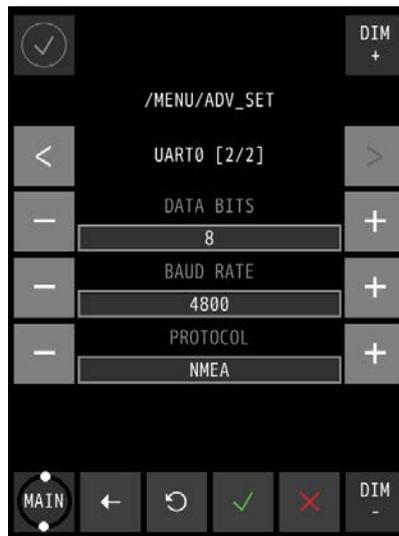 DIM
+
/MENU/ADV_SET
< UART0 [2/2] >
DATA BITS
− 8 +
BAUD RATE
− 4800 +
PROTOCOL
− NMEA +
MAIN
DIM
-